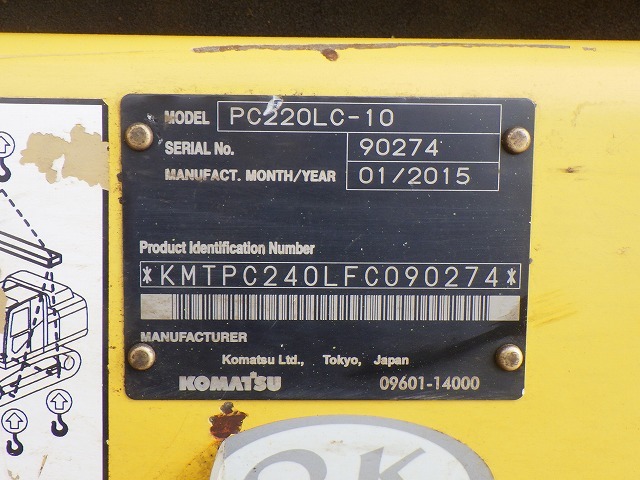 MODEL PC220LC-10
SERIAL No. 90274
MANUFACT. MONTH/YEAR 01/2015
Product Identification Number
*KMTPC240LFC090274*
MANUFACTURER
Komatsu Ltd., Tokyo, Japan
KOMATSU 09601-14000
OK